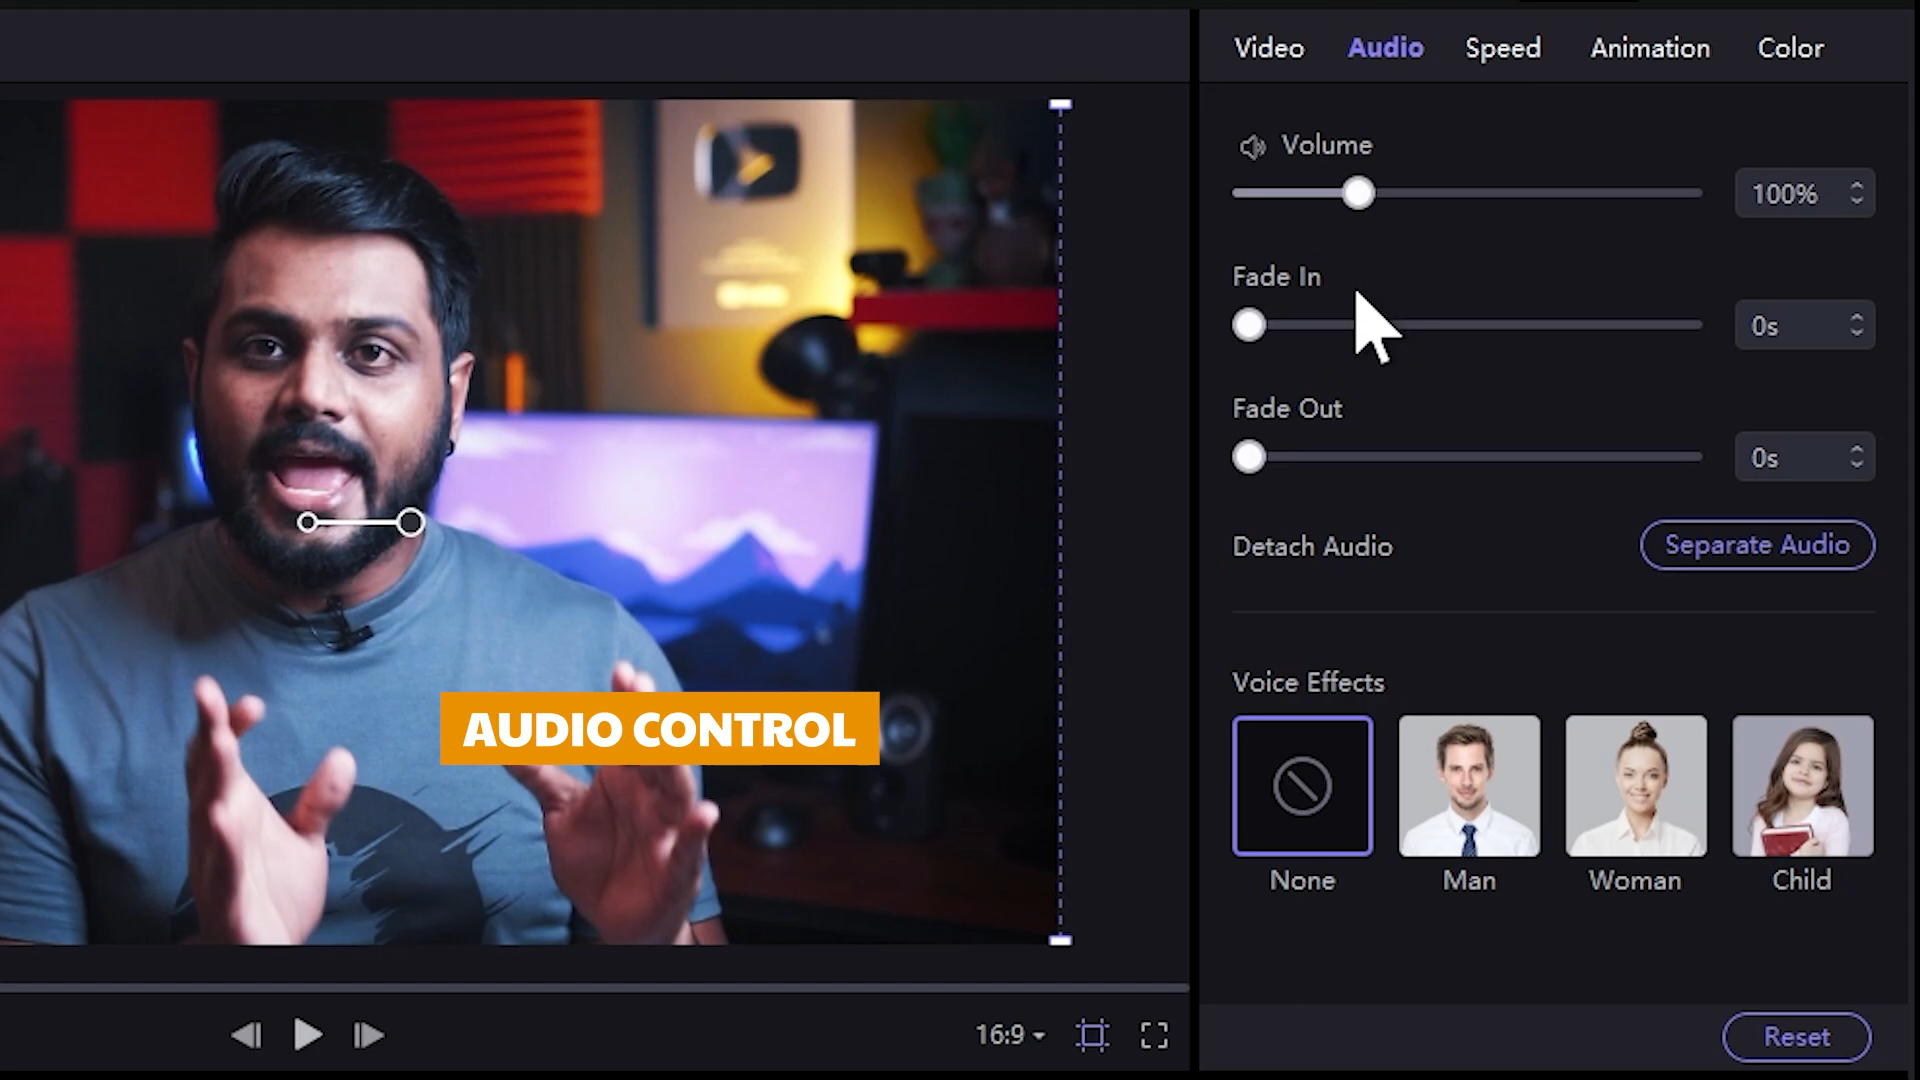 Video Audio Speed Animation Color
Volume
100%
Fade In
0s
Fade Out
0s
Detach Audio Separate Audio
Voice Effects
None Man Woman Child
AUDIO CONTROL
16:9
Reset